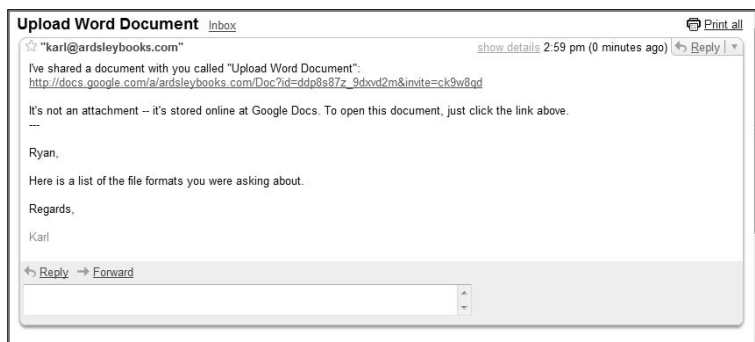 Upload Word Document Inbox Print all
"karl@ardsleybooks.com" show details 2:59 pm (0 minutes ago) Reply
I've shared a document with you called "Upload Word Document":
http://docs.google.com/a/ardsleybooks.com/Doc?id=ddp8s87z_9dxvd2m&invite=ck9w8qd
It's not an attachment -- it's stored online at Google Docs. To open this document, just click the link above.
---
Ryan,
Here is a list of the file formats you were asking about.
Regards,
Karl
Reply Forward